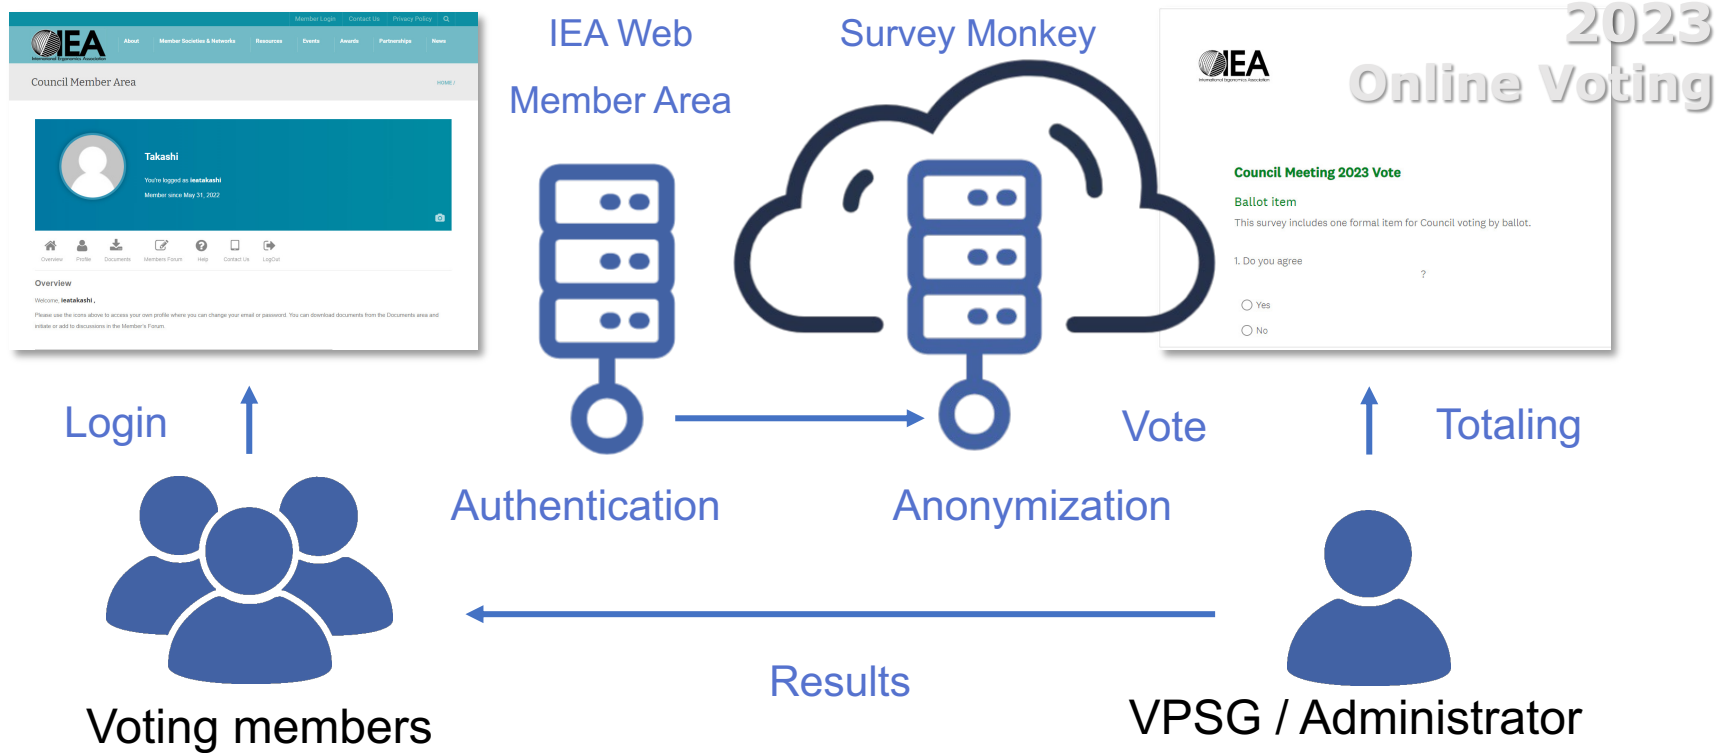 Member Login Contact Us Privacy Policy
IEA
International Ergonomics Association
About Member Societies & Networks Resources Events Awards Partnerships News
Council Member Area
HOME /
Takashi
You're logged as ieatakashi
Member since May 31, 2022
Overview Profile Documents Members Forum Help Contact Us LogOut
Overview
Welcome, ieatakashi ,
Please use the icons above to access your own profile where you can change your email or password. You can download documents from the Documents area and
initiate or add to discussions in the Member's Forum.
IEA Web
Member Area
Survey Monkey
2023
Online Voting
IEA
International Ergonomics Association
Council Meeting 2023 Vote
Ballot item
This survey includes one formal item for Council voting by ballot.
1. Do you agree
?
Yes
No
Login
Vote
Totaling
Authentication
Anonymization
Results
Voting members
VPSG / Administrator